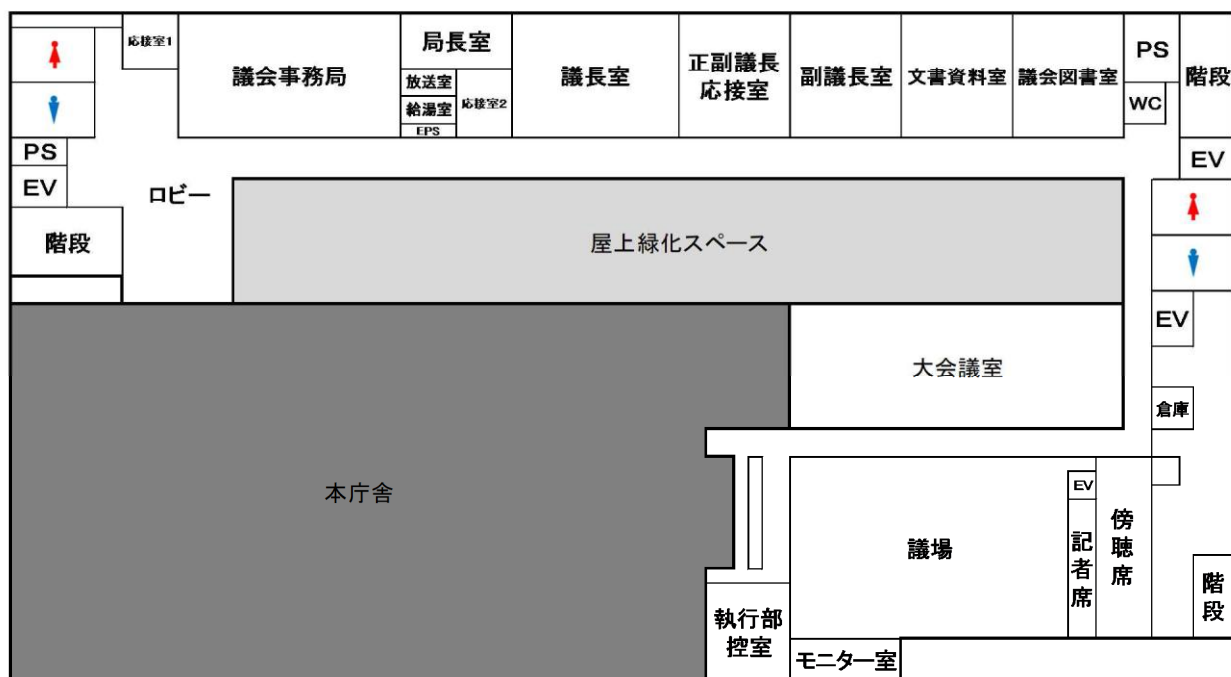 応接室1
議会事務局
局長室
放送室
給湯室
EPS
応接室2
議長室
正副議長
応接室
副議長室
文書資料室
議会図書室
PS
WC
階段
PS
EV
階段
ロビー
EV
屋上緑化スペース
EV
大会議室
倉庫
本庁舎
議場
EV
記者席
傍聴席
階段
執行部
控室
モニター室